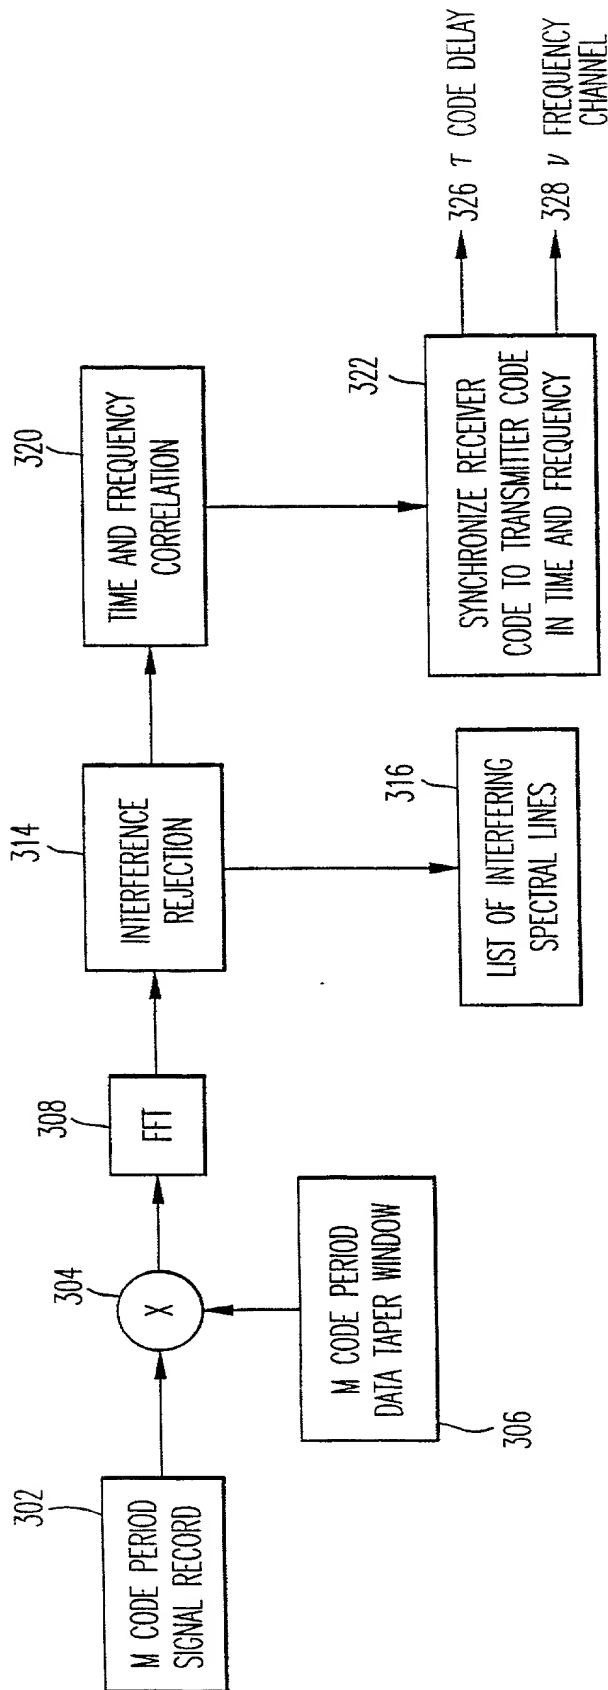 302
M CODE PERIOD
SIGNAL RECORD
304
X
M CODE PERIOD
DATA TAPER WINDOW
306
308
FFT
314
INTERFERENCE
REJECTION
316
LIST OF INTERFERING
SPECTRAL LINES
320
TIME AND FREQUENCY
CORRELATION
322
SYNCHRONIZE RECEIVER
CODE TO TRANSMITTER CODE
IN TIME AND FREQUENCY
326 τ CODE DELAY
328 ν FREQUENCY
CHANNEL